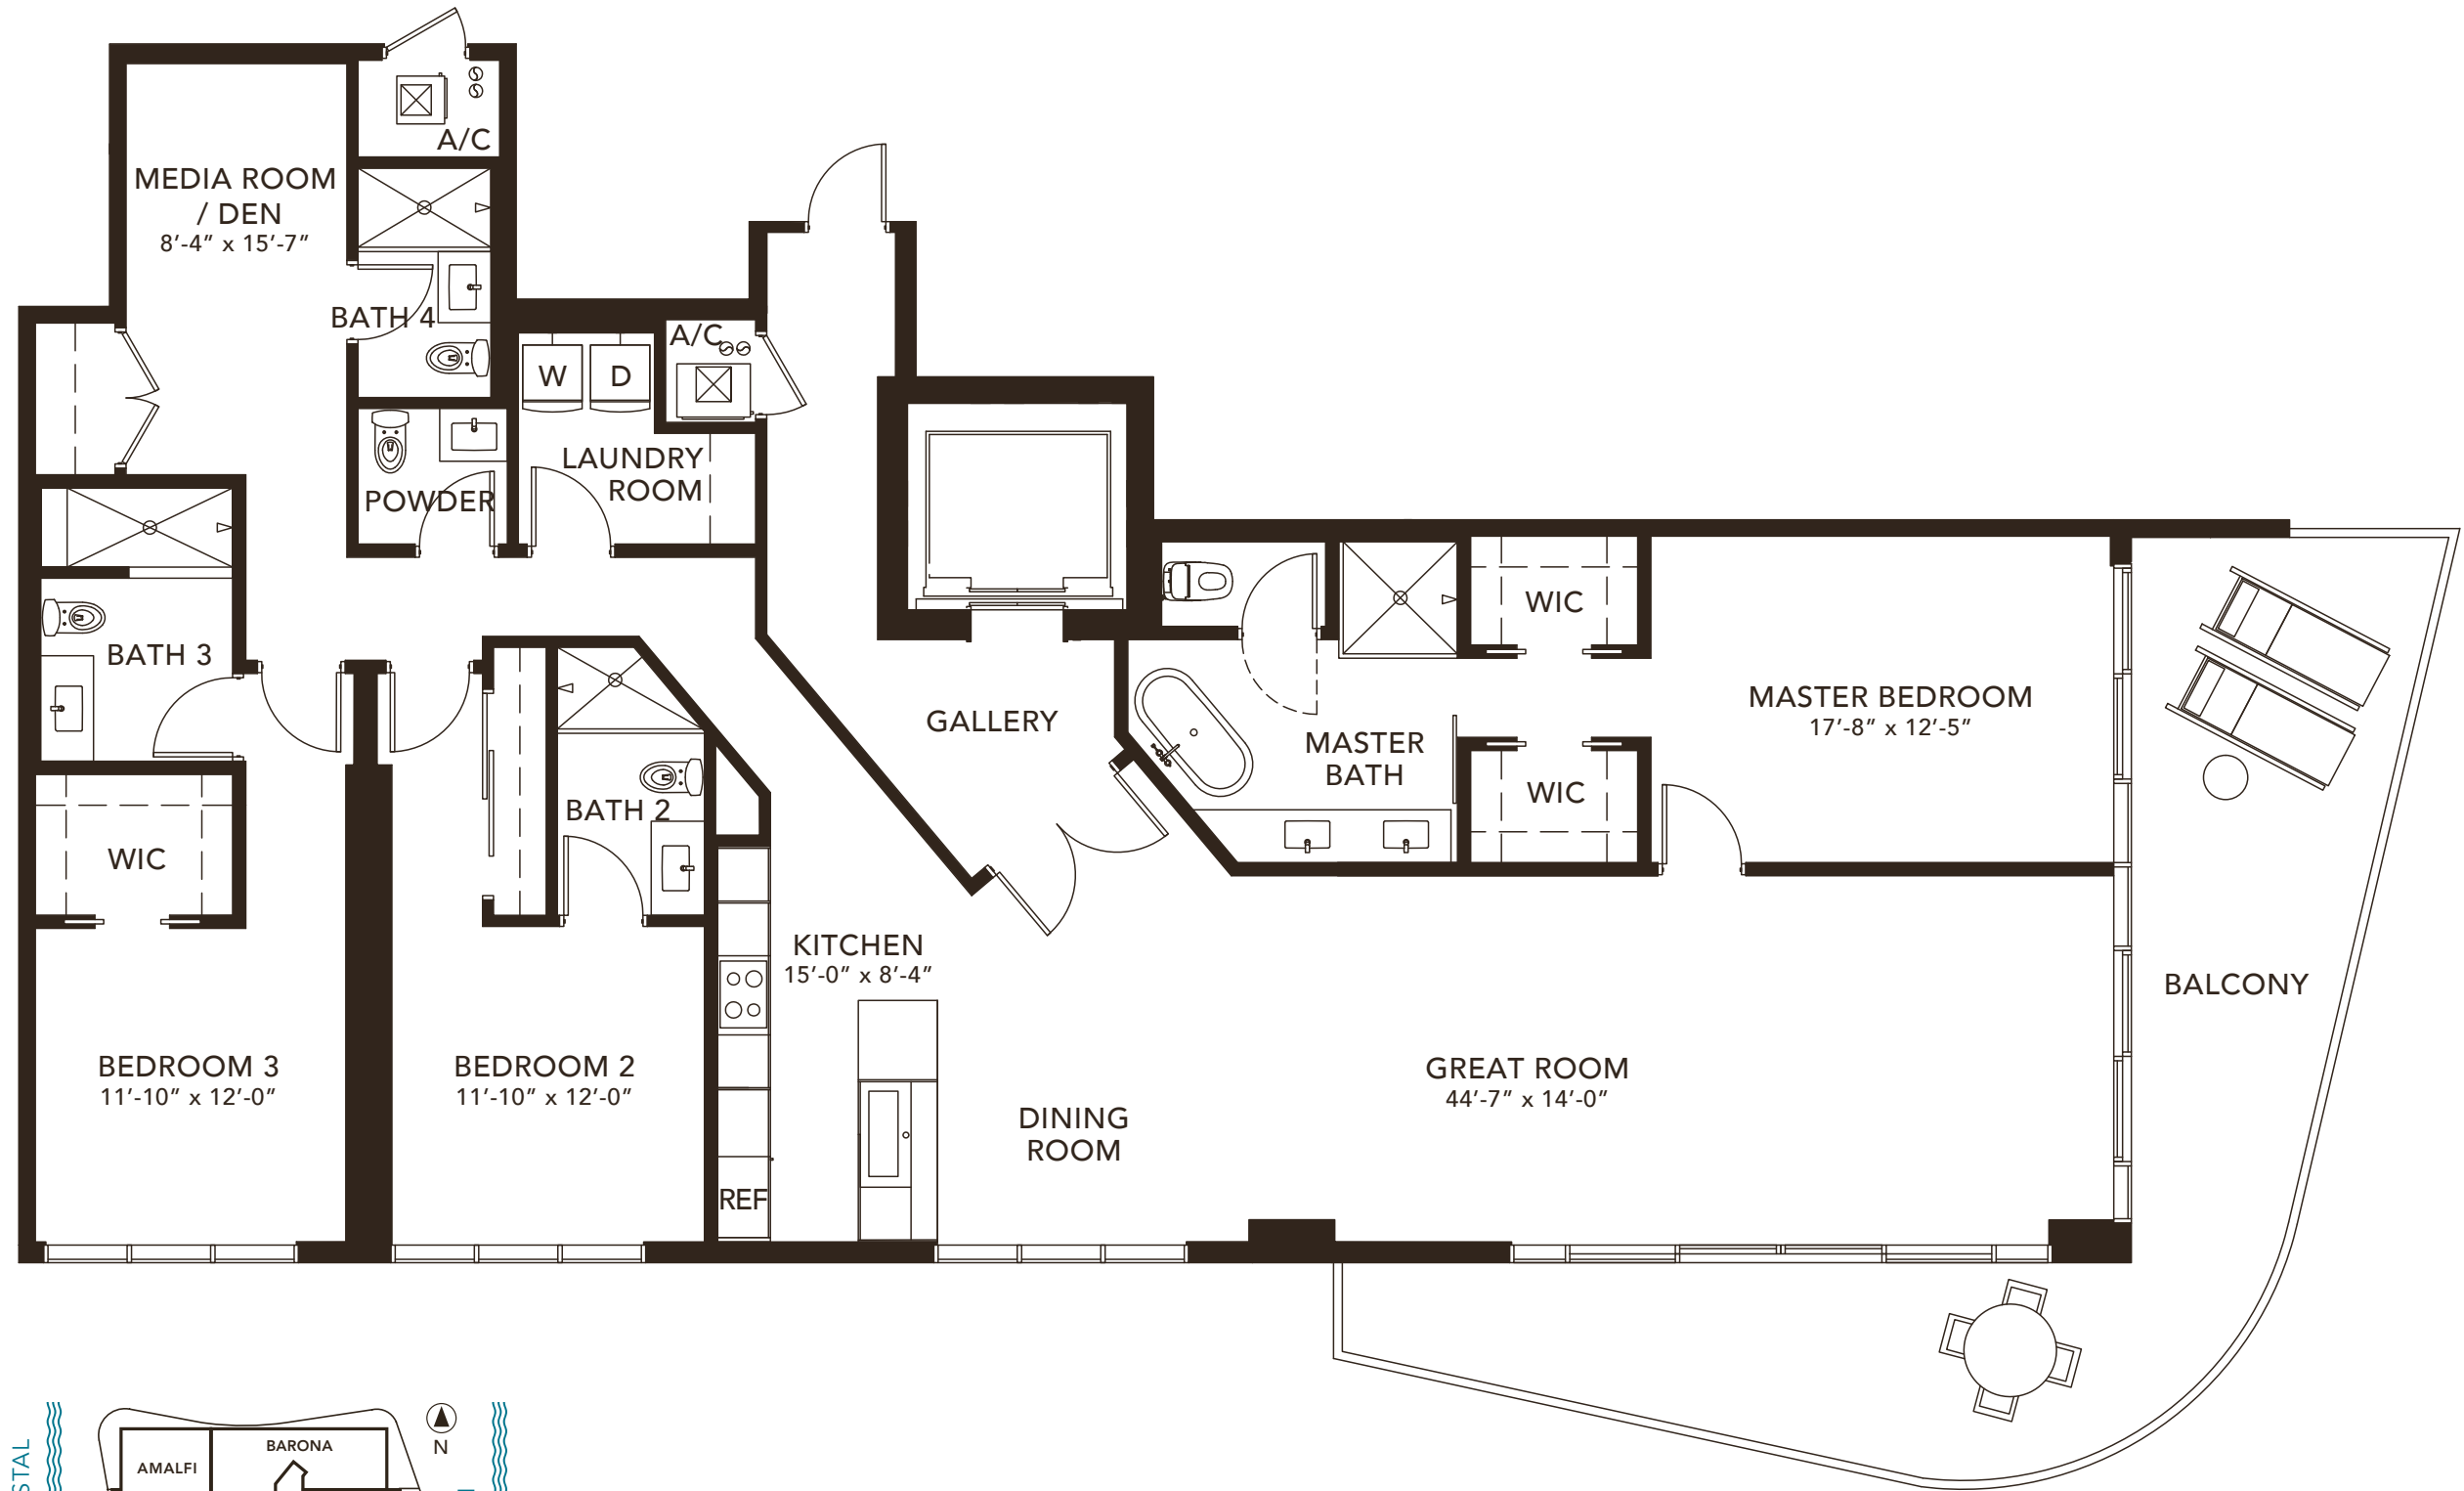 A/C
MEDIA ROOM
/ DEN
8'-4" x 15'-7"
BATH 4
A/C
W
D
LAUNDRY
ROOM
POWDER
WIC
BATH 3
MASTER BEDROOM
17'-8" x 12'-5"
GALLERY
MASTER
BATH
WIC
BATH 2
WIC
KITCHEN
15'-0" x 8'-4"
BALCONY
BEDROOM 3
11'-10" x 12'-0"
BEDROOM 2
11'-10" x 12'-0"
GREAT ROOM
44'-7" x 14'-0"
DINING
ROOM
REF
N
BARONA
AMALFI